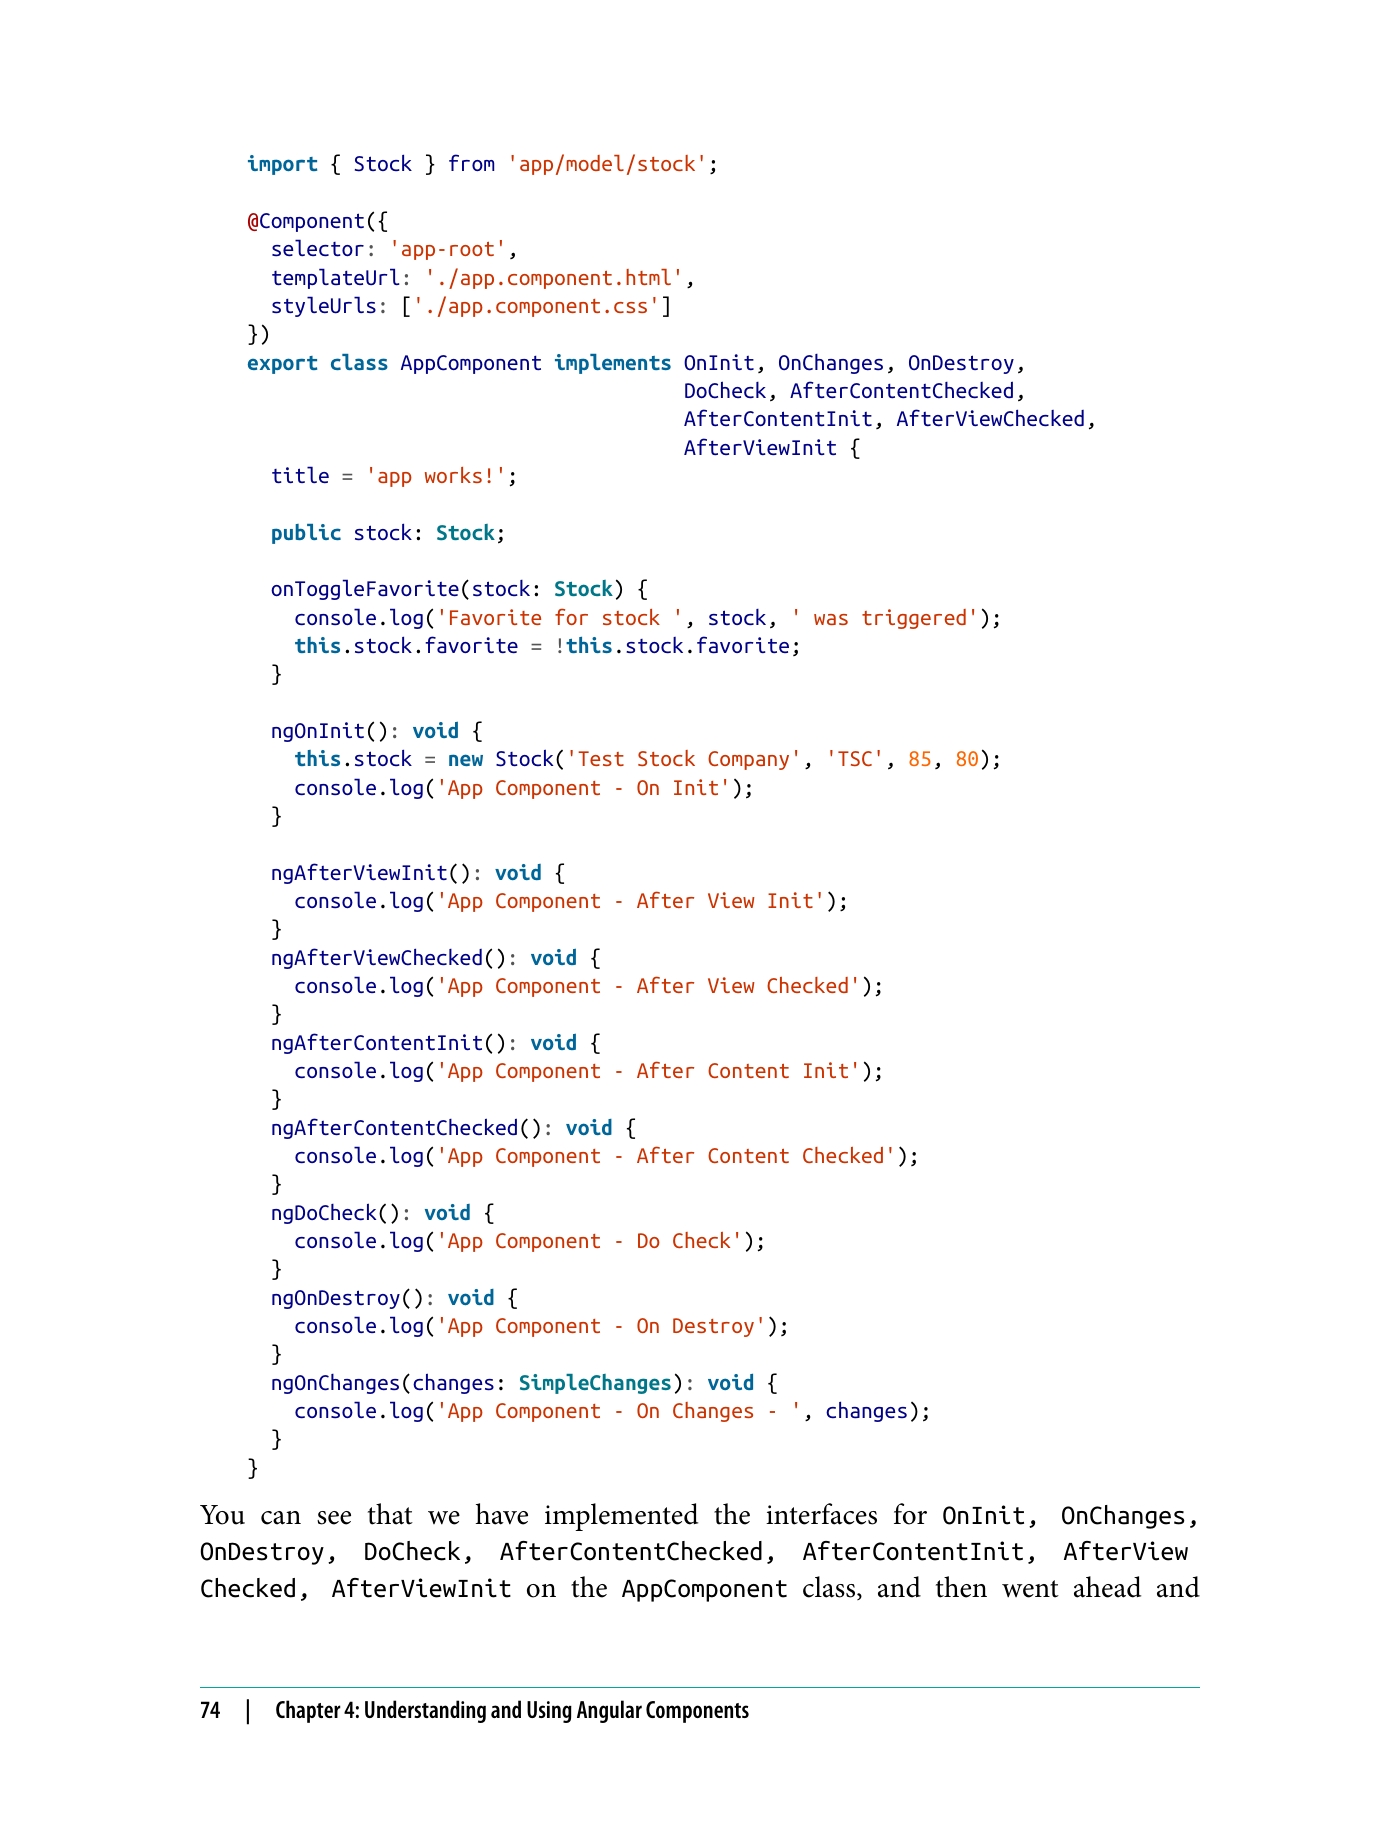 import { Stock } from 'app/model/stock';

@Component({
  selector: 'app-root',
  templateUrl: './app.component.html',
  styleUrls: ['./app.component.css']
})
export class AppComponent implements OnInit, OnChanges, OnDestroy,
                                     DoCheck, AfterContentChecked,
                                     AfterContentInit, AfterViewChecked,
                                     AfterViewInit {
  title = 'app works!';

  public stock: Stock;

  onToggleFavorite(stock: Stock) {
    console.log('Favorite for stock ', stock, ' was triggered');
    this.stock.favorite = !this.stock.favorite;
  }

  ngOnInit(): void {
    this.stock = new Stock('Test Stock Company', 'TSC', 85, 80);
    console.log('App Component - On Init');
  }

  ngAfterViewInit(): void {
    console.log('App Component - After View Init');
  }
  ngAfterViewChecked(): void {
    console.log('App Component - After View Checked');
  }
  ngAfterContentInit(): void {
    console.log('App Component - After Content Init');
  }
  ngAfterContentChecked(): void {
    console.log('App Component - After Content Checked');
  }
  ngDoCheck(): void {
    console.log('App Component - Do Check');
  }
  ngOnDestroy(): void {
    console.log('App Component - On Destroy');
  }
  ngOnChanges(changes: SimpleChanges): void {
    console.log('App Component - On Changes - ', changes);
  }
}
You can see that we have implemented the interfaces for OnInit, OnChanges,
OnDestroy, DoCheck, AfterContentChecked, AfterContentInit, AfterView
Checked, AfterViewInit on the AppComponent class, and then went ahead and
74 | Chapter 4: Understanding and Using Angular Components